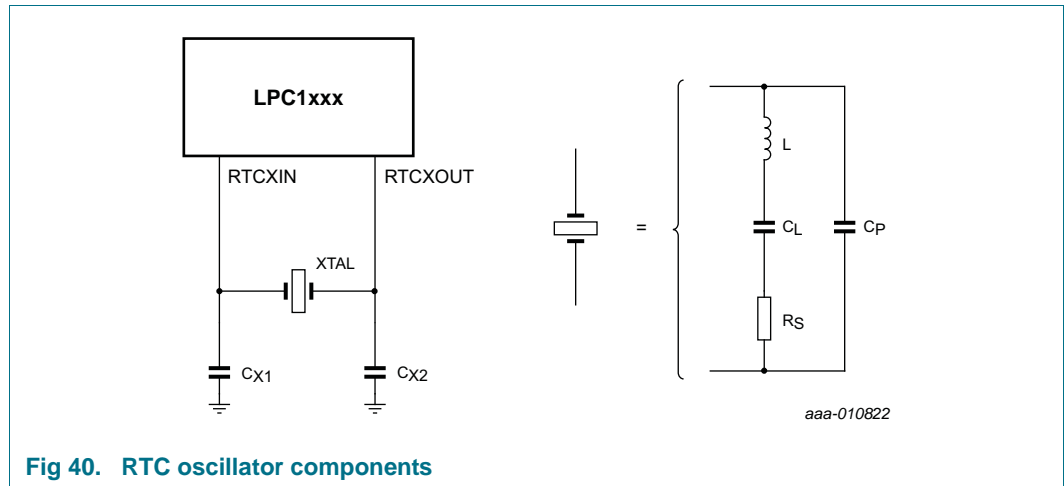 LPC1xxx
RTCXIN
RTCXOUT
XTAL
CX1
CX2
=
L
CL
CP
RS
aaa-010822
Fig 40. RTC oscillator components